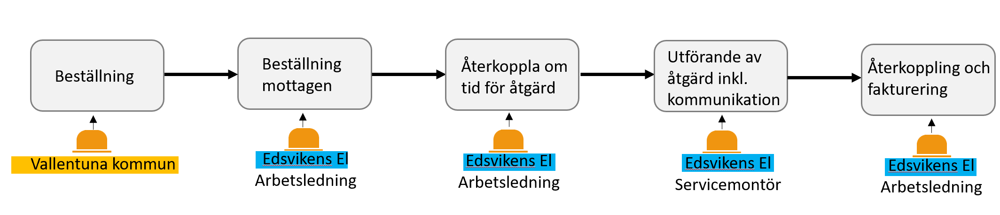 Beställning
Beställning
mottagen
Återkoppla om
tid för åtgärd
Utförande av
åtgärd inkl.
kommunikation
Återkoppling och
fakturering
Vallentuna kommun
Edsvikens El
Arbetsledning
Edsvikens El
Arbetsledning
Edsvikens El
Servicemontör
Edsvikens El
Arbetsledning